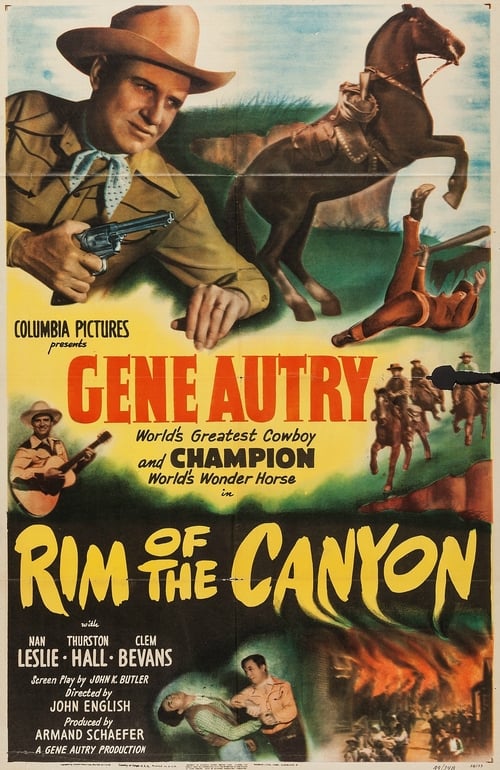 COLUMBIA PICTURES
presents
GENE AUTRY
World's Greatest Cowboy
and CHAMPION
World's Wonder Horse
in
RIM OF THE CANYON
with
NAN LESLIE · THURSTON HALL · CLEM BEVANS
Screen Play by JOHN K. BUTLER
Directed by
JOHN ENGLISH
Produced by
ARMAND SCHAEFER
A GENE AUTRY PRODUCTION